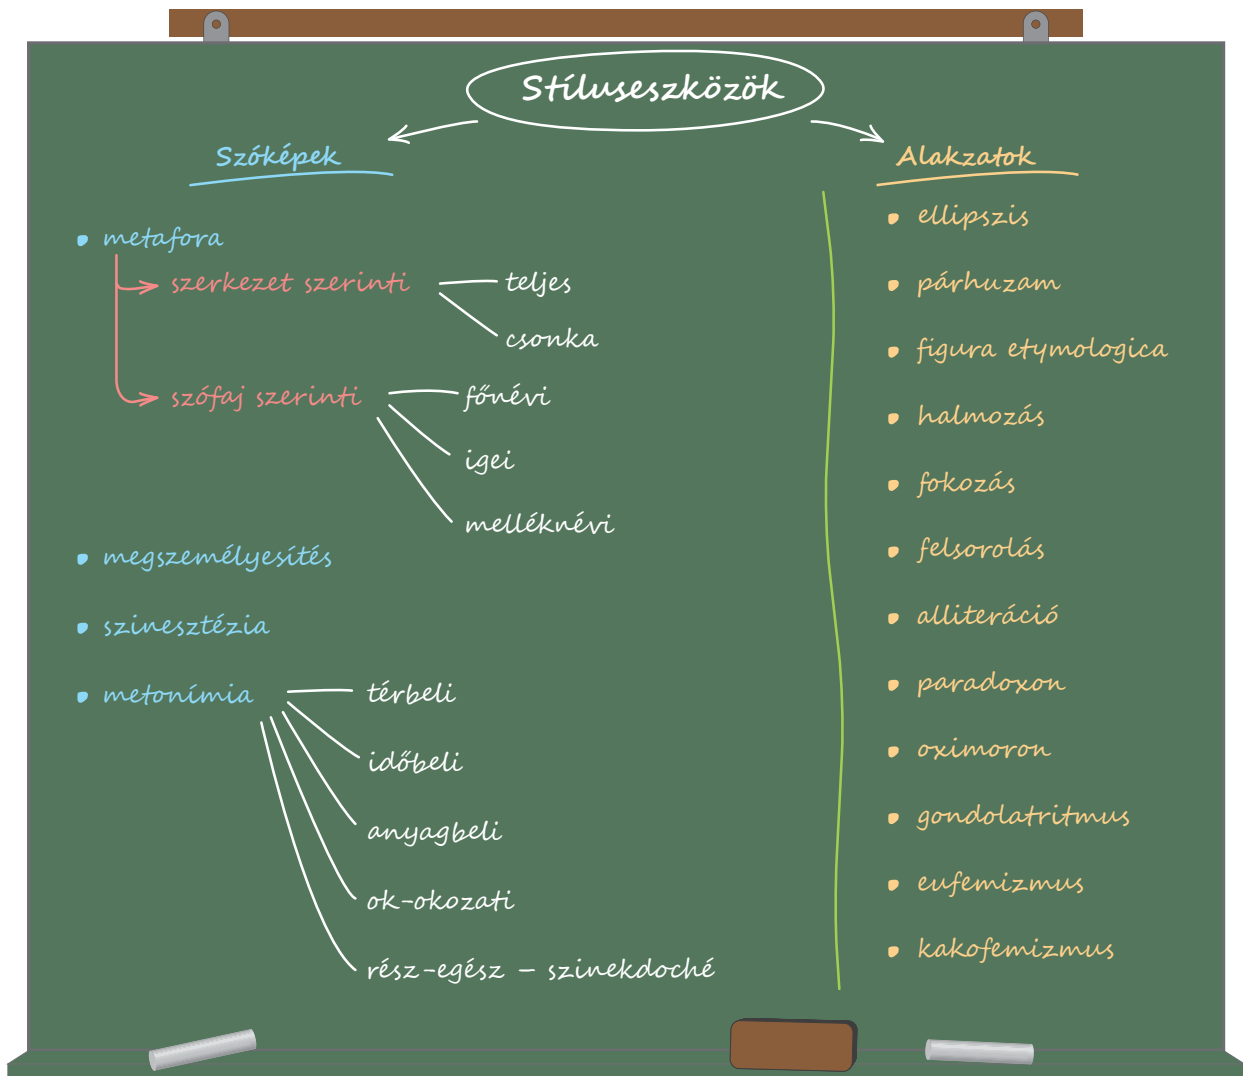 Stíluseszközök
Szóképek
metafora
szerkezet szerinti
teljes
csonka
szófaj szerinti
főnévi
igei
melléknévi
megszemélyesítés
szinesztézia
metonímia
térbeli
időbeli
anyagbeli
ok-okozati
rész-egész – szinekdoché
Alakzatok
ellipszis
párhuzam
figura etymologica
halmozás
fokozás
felsorolás
alliteráció
paradoxon
oximoron
gondolatritmus
eufemizmus
kakofemizmus